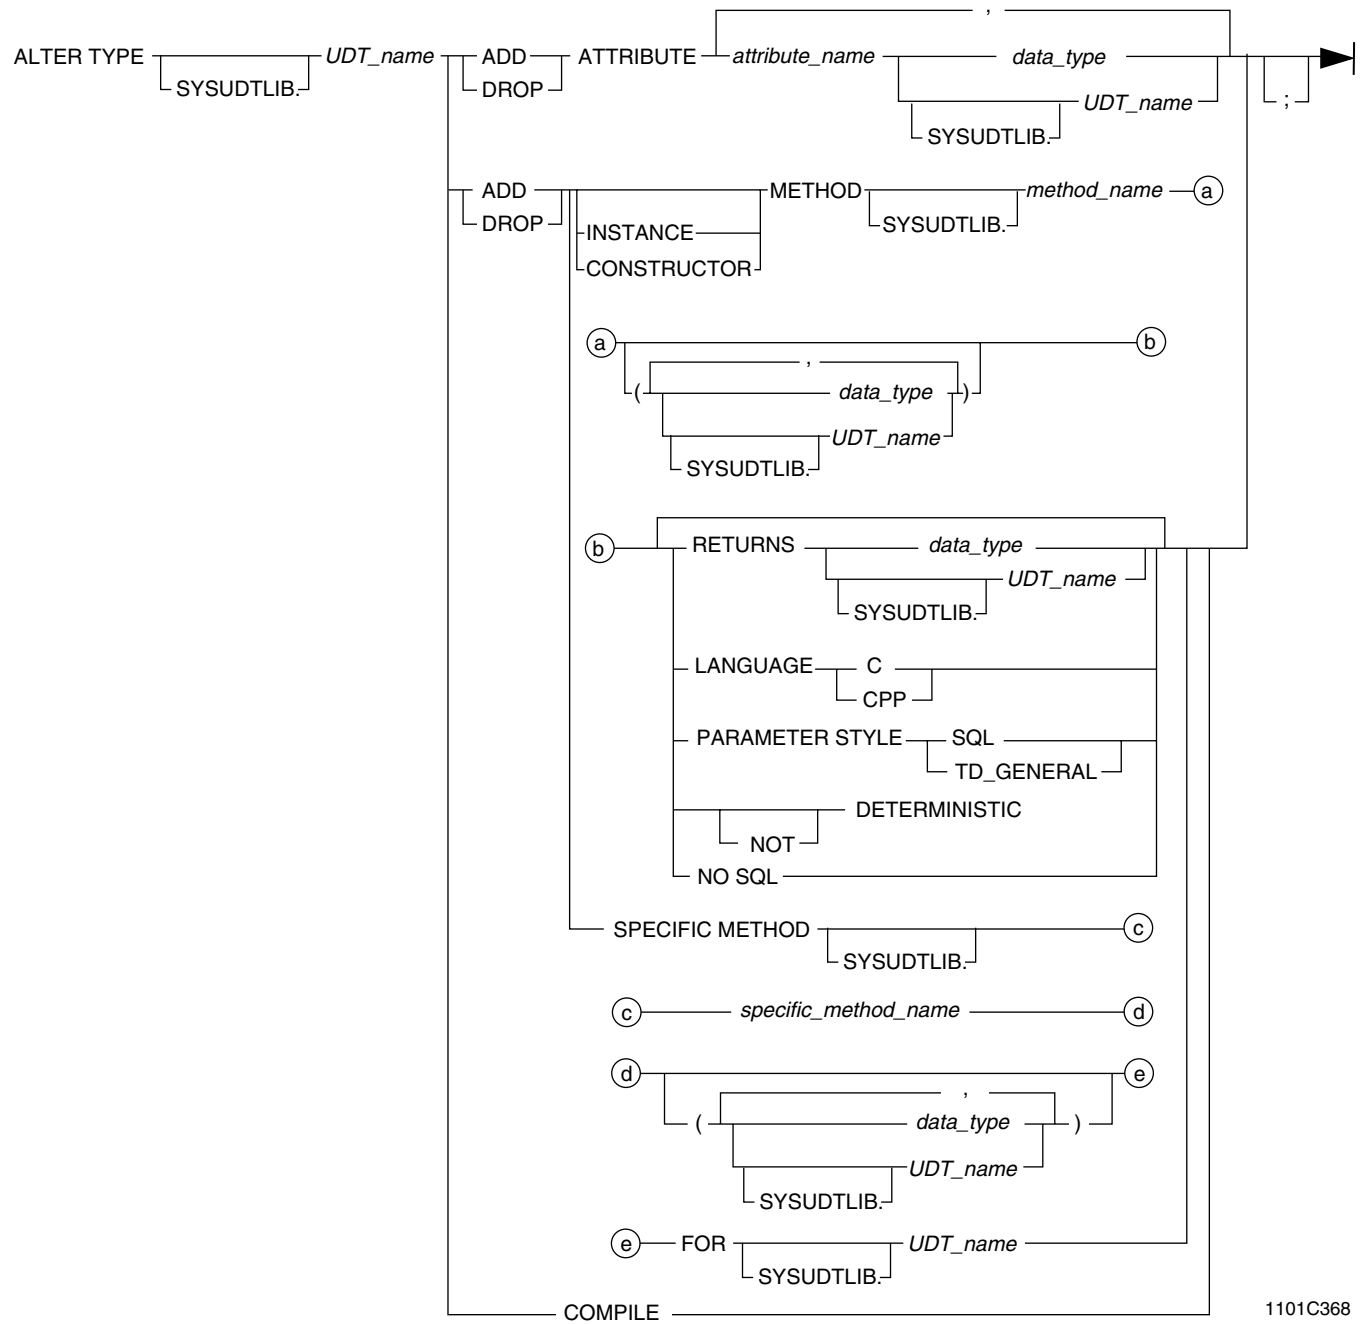 ,
ALTER TYPE UDT_name ADD ATTRIBUTE attribute_name data_type
SYSUDTLIB. DROP UDT_name ;
SYSUDTLIB.
ADD METHOD method_name a
DROP INSTANCE SYSUDTLIB.
CONSTRUCTOR
a b
,
( data_type )
UDT_name
SYSUDTLIB.
b RETURNS data_type
UDT_name
SYSUDTLIB.
LANGUAGE C
CPP
PARAMETER STYLE SQL
TD_GENERAL
DETERMINISTIC
NOT
NO SQL
SPECIFIC METHOD c
SYSUDTLIB.
c specific_method_name d
d e
,
( data_type )
UDT_name
SYSUDTLIB.
e FOR UDT_name
SYSUDTLIB.
COMPILE 1101C368